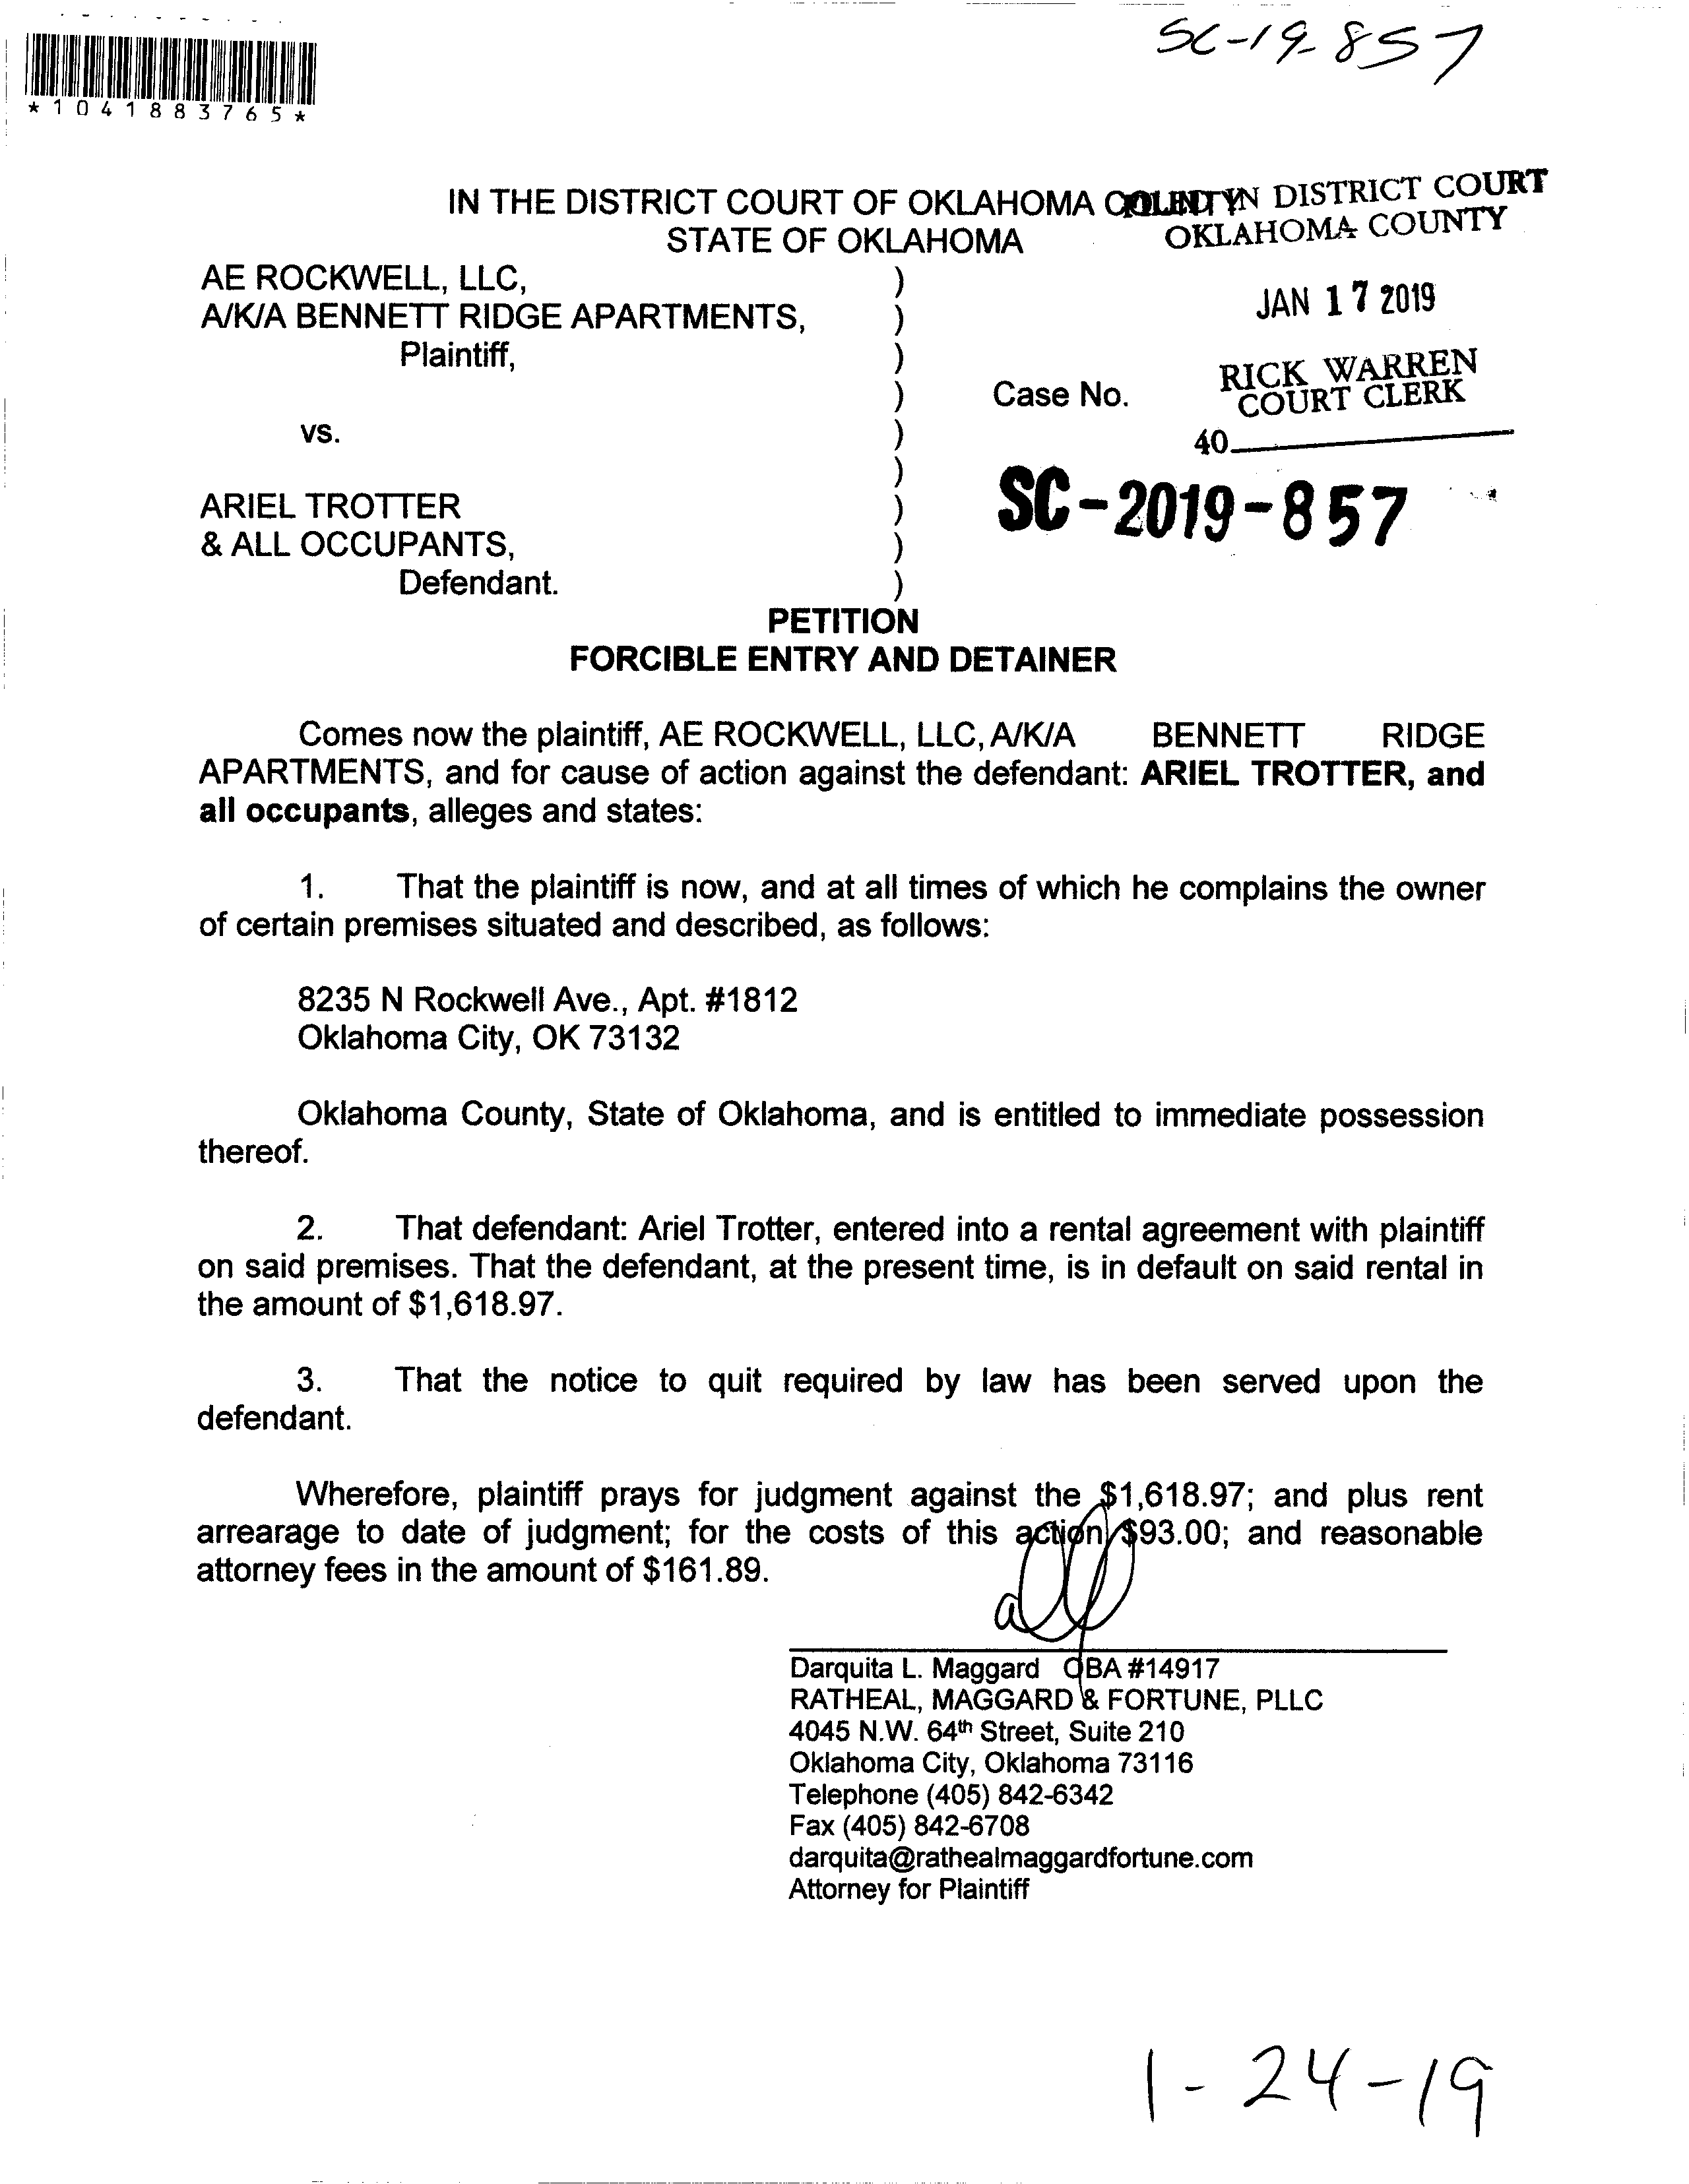 SC-19-857
*1041883765*
IN THE DISTRICT COURT OF OKLAHOMA COUNTY
STATE OF OKLAHOMA
FILED IN DISTRICT COURT
OKLAHOMA COUNTY
JAN 17 2019
RICK WARREN
COURT CLERK
40
AE ROCKWELL, LLC, )
A/K/A BENNETT RIDGE APARTMENTS, )
Plaintiff, )
) Case No.
vs. )
)
SC-2019-857
ARIEL TROTTER )
& ALL OCCUPANTS, )
Defendant. )
PETITION
FORCIBLE ENTRY AND DETAINER
Comes now the plaintiff, AE ROCKWELL, LLC, A/K/A BENNETT RIDGE
APARTMENTS, and for cause of action against the defendant: ARIEL TROTTER, and
all occupants, alleges and states:
1. That the plaintiff is now, and at all times of which he complains the owner
of certain premises situated and described, as follows:
8235 N Rockwell Ave., Apt. #1812
Oklahoma City, OK 73132
Oklahoma County, State of Oklahoma, and is entitled to immediate possession
thereof.
2. That defendant: Ariel Trotter, entered into a rental agreement with plaintiff
on said premises. That the defendant, at the present time, is in default on said rental in
the amount of $1,618.97.
3. That the notice to quit required by law has been served upon the
defendant.
Wherefore, plaintiff prays for judgment against the $1,618.97; and plus rent
arrearage to date of judgment; for the costs of this action $93.00; and reasonable
attorney fees in the amount of $161.89.
Darquita L. Maggard OBA #14917
RATHEAL, MAGGARD & FORTUNE, PLLC
4045 N.W. 64th Street, Suite 210
Oklahoma City, Oklahoma 73116
Telephone (405) 842-6342
Fax (405) 842-6708
darquita@rathealmaggardfortune.com
Attorney for Plaintiff
1-24-19